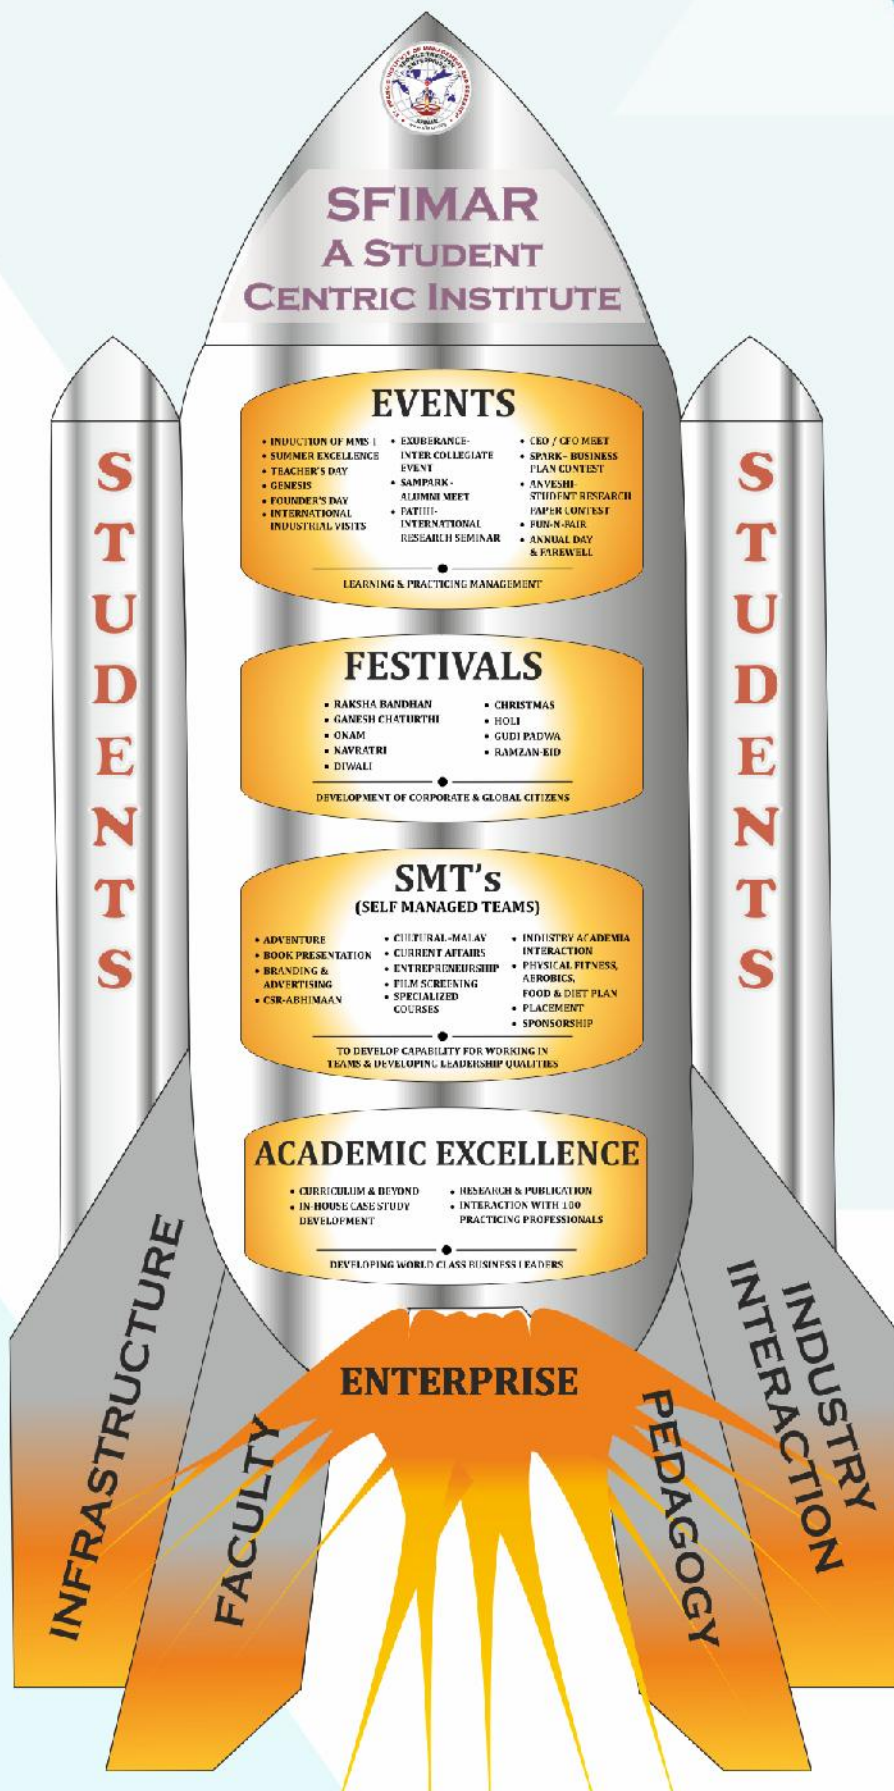 SFIMAR
A STUDENT
CENTRIC INSTITUTE
EVENTS
• INDUCTION OF MMS I
• SUMMER EXCELLENCE
• TEACHER'S DAY
• GENESIS
• FOUNDER'S DAY
• INTERNATIONAL
INDUSTRIAL VISITS
• EXUBERANCE-
INTER COLLEGIATE
EVENT
• SAMPARK-
ALUMNI MEET
INTERNATIONAL
RESEARCH SEMINAR
• CEO / CFO MEET
• SPARK- BUSINESS
PLAN CONTEST
• ANVESHI-
STUDENT RESEARCH
PAPER CONTEST
• FUN-N-FAIR
• ANNUAL DAY
& FAREWELL
LEARNING & PRACTICING MANAGEMENT
FESTIVALS
• RAKSHA BANDHAN
• GANESH CHATURTHI
• ONAM
• NAVRATRI
• DIWALI
• CHRISTMAS
• HOLI
• GUDI PADWA
• RAMZAN-EID
DEVELOPMENT OF CORPORATE & GLOBAL CITIZENS
SMT's
(SELF MANAGED TEAMS)
• ADVENTURE
• BOOK PRESENTATION
• BRANDING &
ADVERTISING
• CSR-ABHIMAAN
• CULTURAL-MALAY
• CURRENT AFFAIRS
• ENTREPRENEURSHIP
• FILM SCREENING
• SPECIALIZED
COURSES
• INDUSTRY ACADEMIA
INTERACTION
• PHYSICAL FITNESS,
AEROBICS,
FOOD & DIET PLAN
• PLACEMENT
• SPONSORSHIP
TO DEVELOP CAPABILITY FOR WORKING IN
TEAMS & DEVELOPING LEADERSHIP QUALITIES
ACADEMIC EXCELLENCE
• CURRICULUM & BEYOND
• IN-HOUSE CASE STUDY
DEVELOPMENT
• RESEARCH & PUBLICATION
• INTERACTION WITH 100
PRACTICING PROFESSIONALS
DEVELOPING WORLD CLASS BUSINESS LEADERS
ENTERPRISE
STUDENTS
STUDENTS
INFRASTRUCTURE
FACULTY
PEDAGOGY
INDUSTRY
INTERACTION